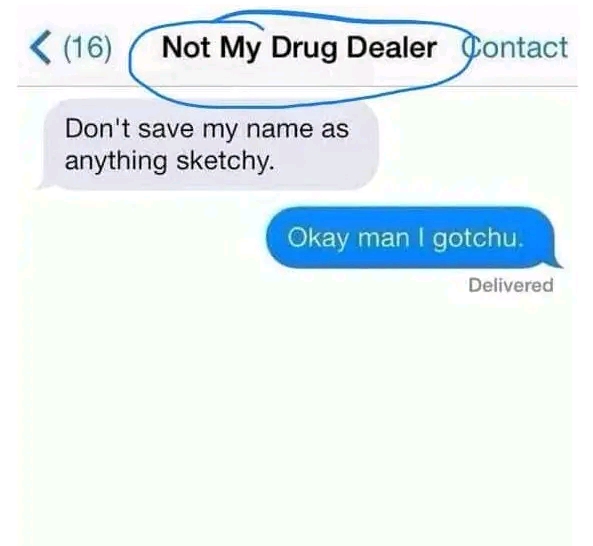 (16) Not My Drug Dealer Contact
Don't save my name as
anything sketchy.
Okay man I gotchu.
Delivered